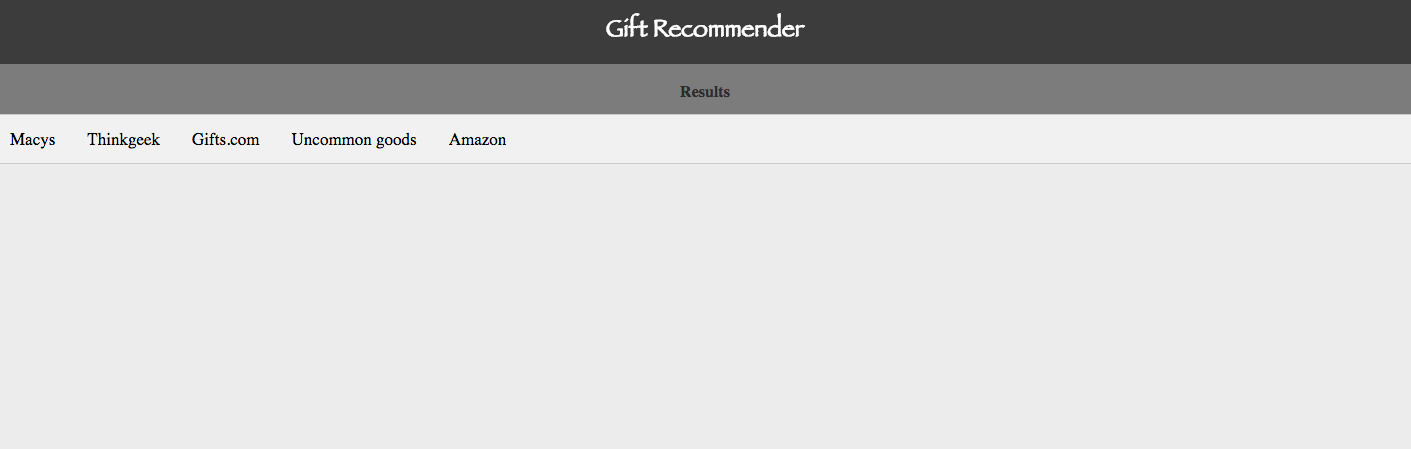 Gift Recommender
Results
Macys Thinkgeek Gifts.com Uncommon goods Amazon